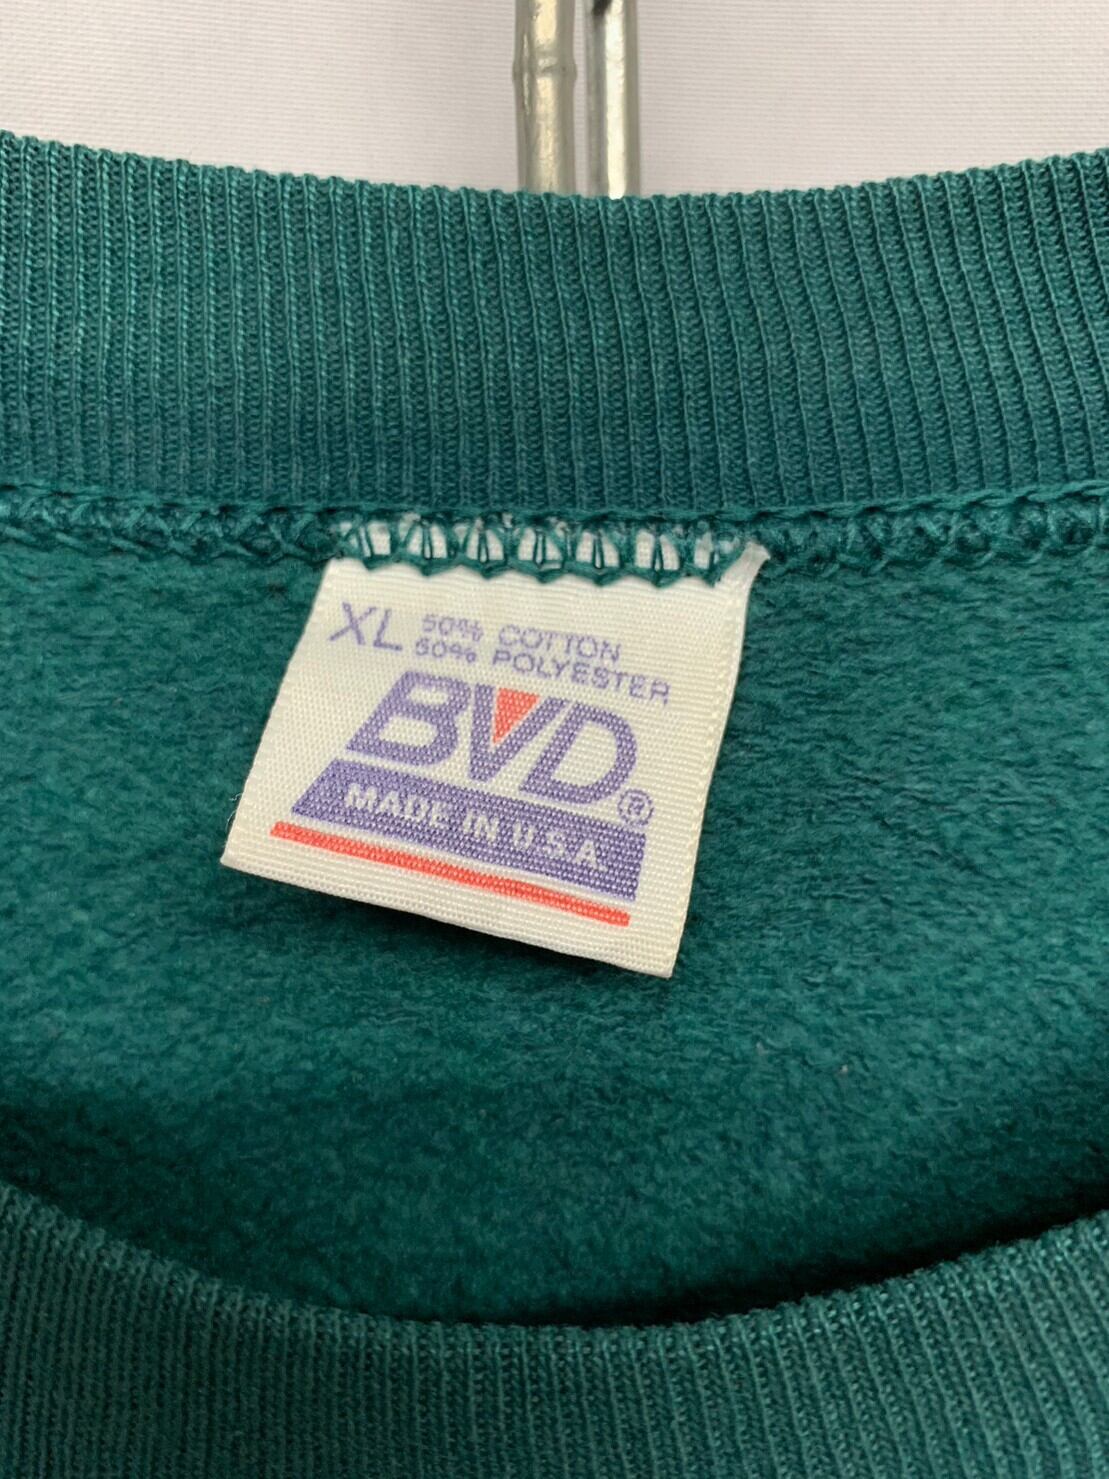 XL 50% COTTON
50% POLYESTER
BVD®
MADE IN U.S.A.